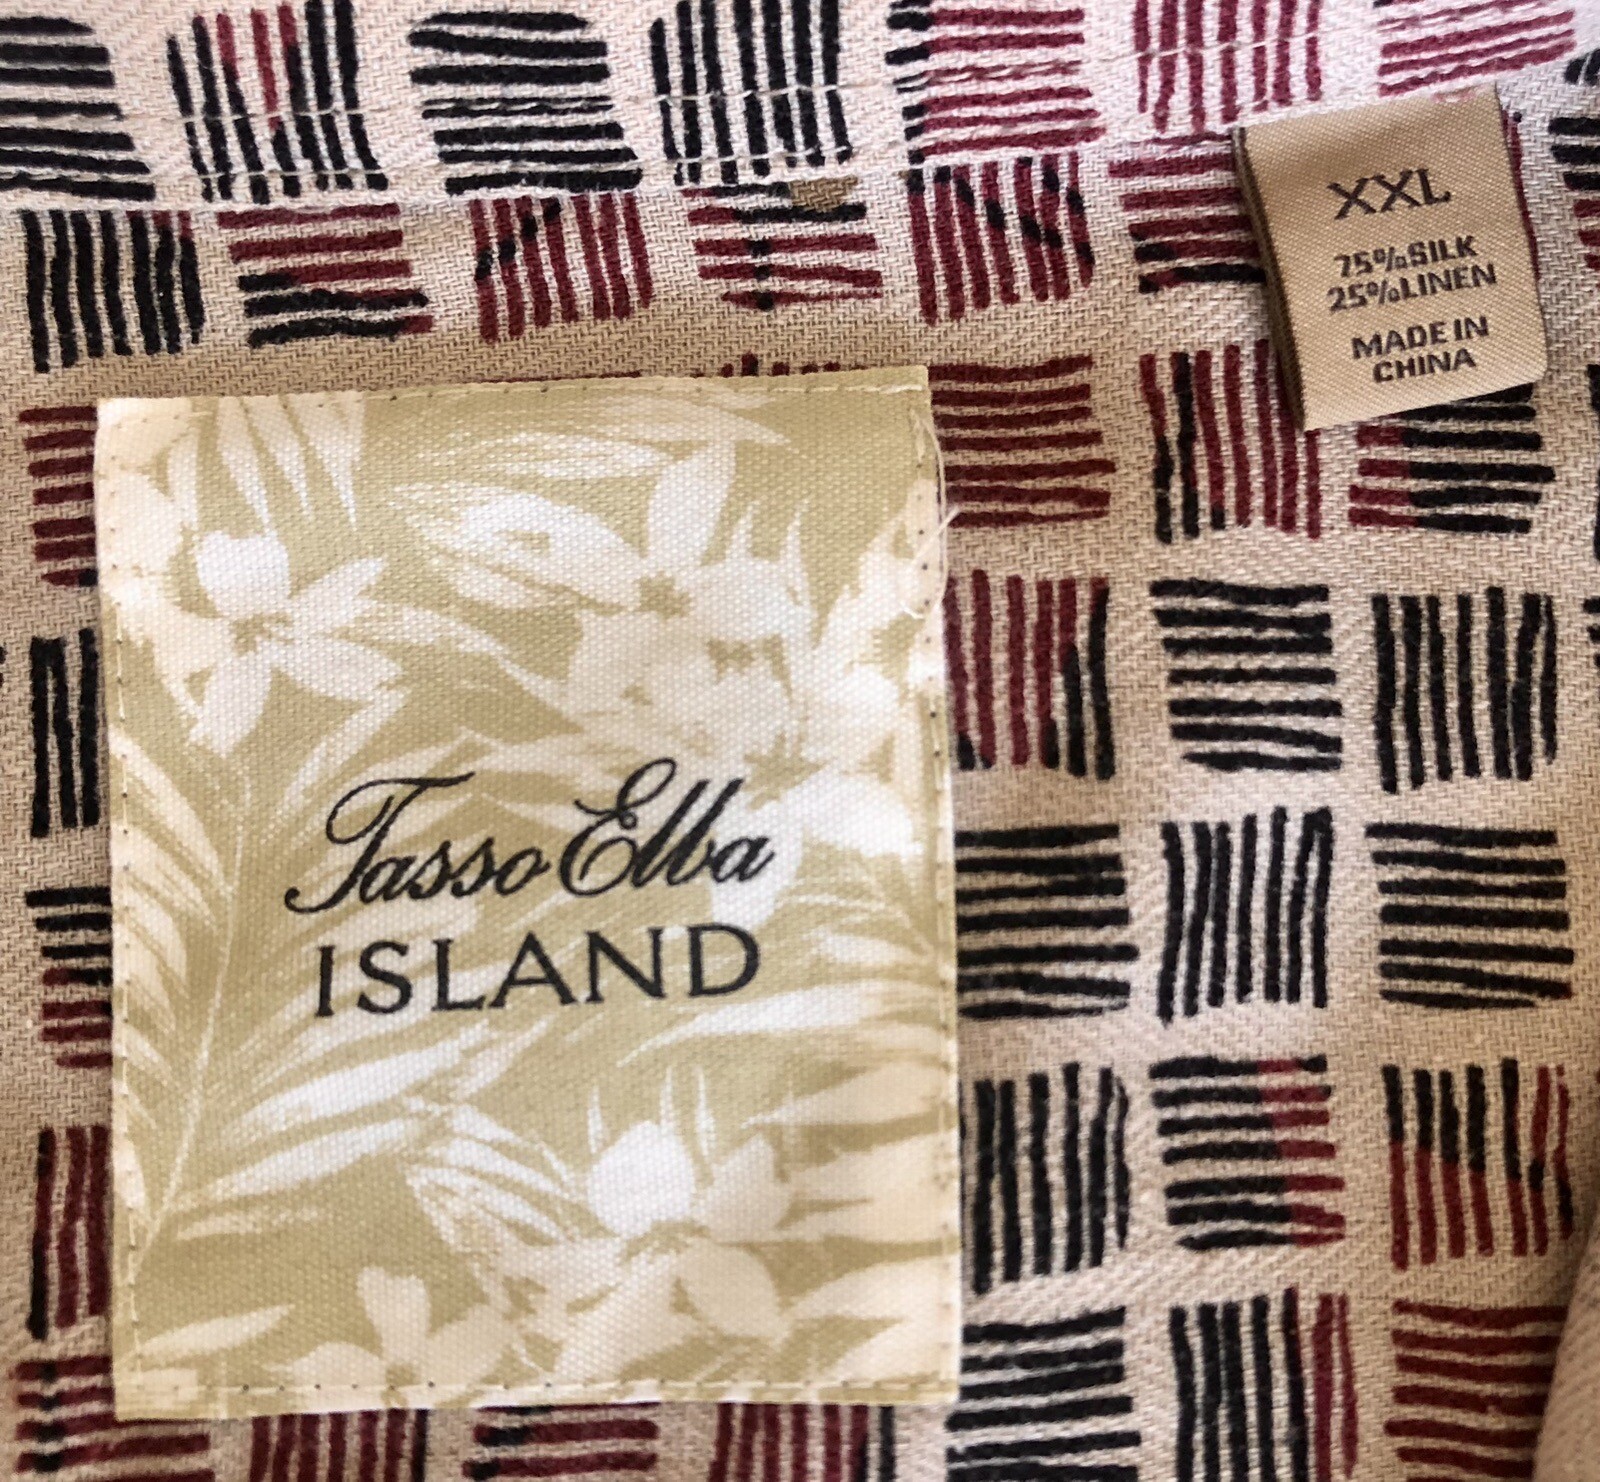 XXL
75%SILK
25%LINEN
MADE IN
CHINA
Tasso Elba
ISLAND